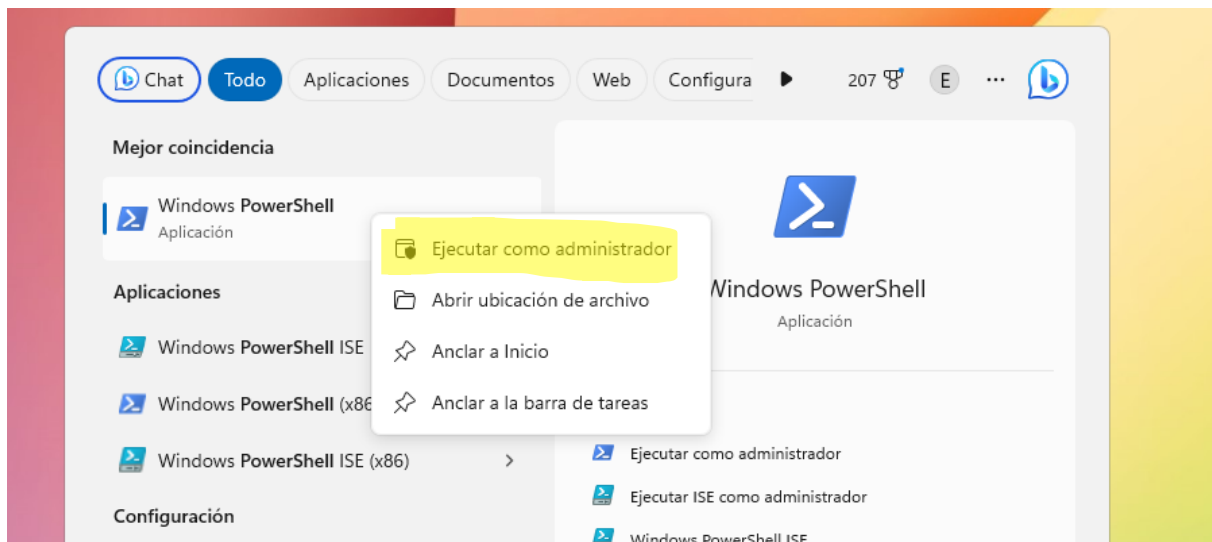 Chat Todo Aplicaciones Documentos Web Configura 207 E ...
Mejor coincidencia
Windows PowerShell
Aplicación
Ejecutar como administrador
Abrir ubicación de archivo
Anclar a Inicio
Anclar a la barra de tareas
Aplicaciones
Windows PowerShell ISE
Windows PowerShell (x86
Windows PowerShell ISE (x86)
Configuración
Windows PowerShell
Aplicación
Ejecutar como administrador
Ejecutar ISE como administrador
Windows PowerShell ISE